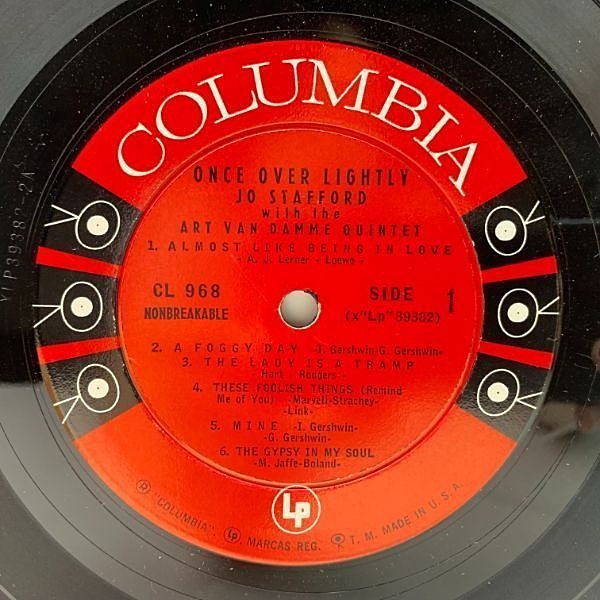 COLUMBIA
ONCE OVER LIGHTLY
JO STAFFORD
with the
ART VAN DAMME QUINTET
1. ALMOST LIKE BEING IN LOVE
- A. J. Lerner - Loewe -
CL 968
NONBREAKABLE
SIDE 1
(x"Lp"39382)
2. A FOGGY DAY -I. Gershwin-G. Gershwin-
3. THE LADY IS A TRAMP
- Hart - Rodgers -
4. THESE FOOLISH THINGS (Remind
Me of You) -Marvell-Strachey-
-Link-
5. MINE -I. Gershwin-
-G. Gershwin-
6. THE GYPSY IN MY SOUL
-M. Jaffe-Boland-
Lp
® "COLUMBIA", Lp MARCAS REG. T. M. MADE IN U. S. A.
XLP39382-2A